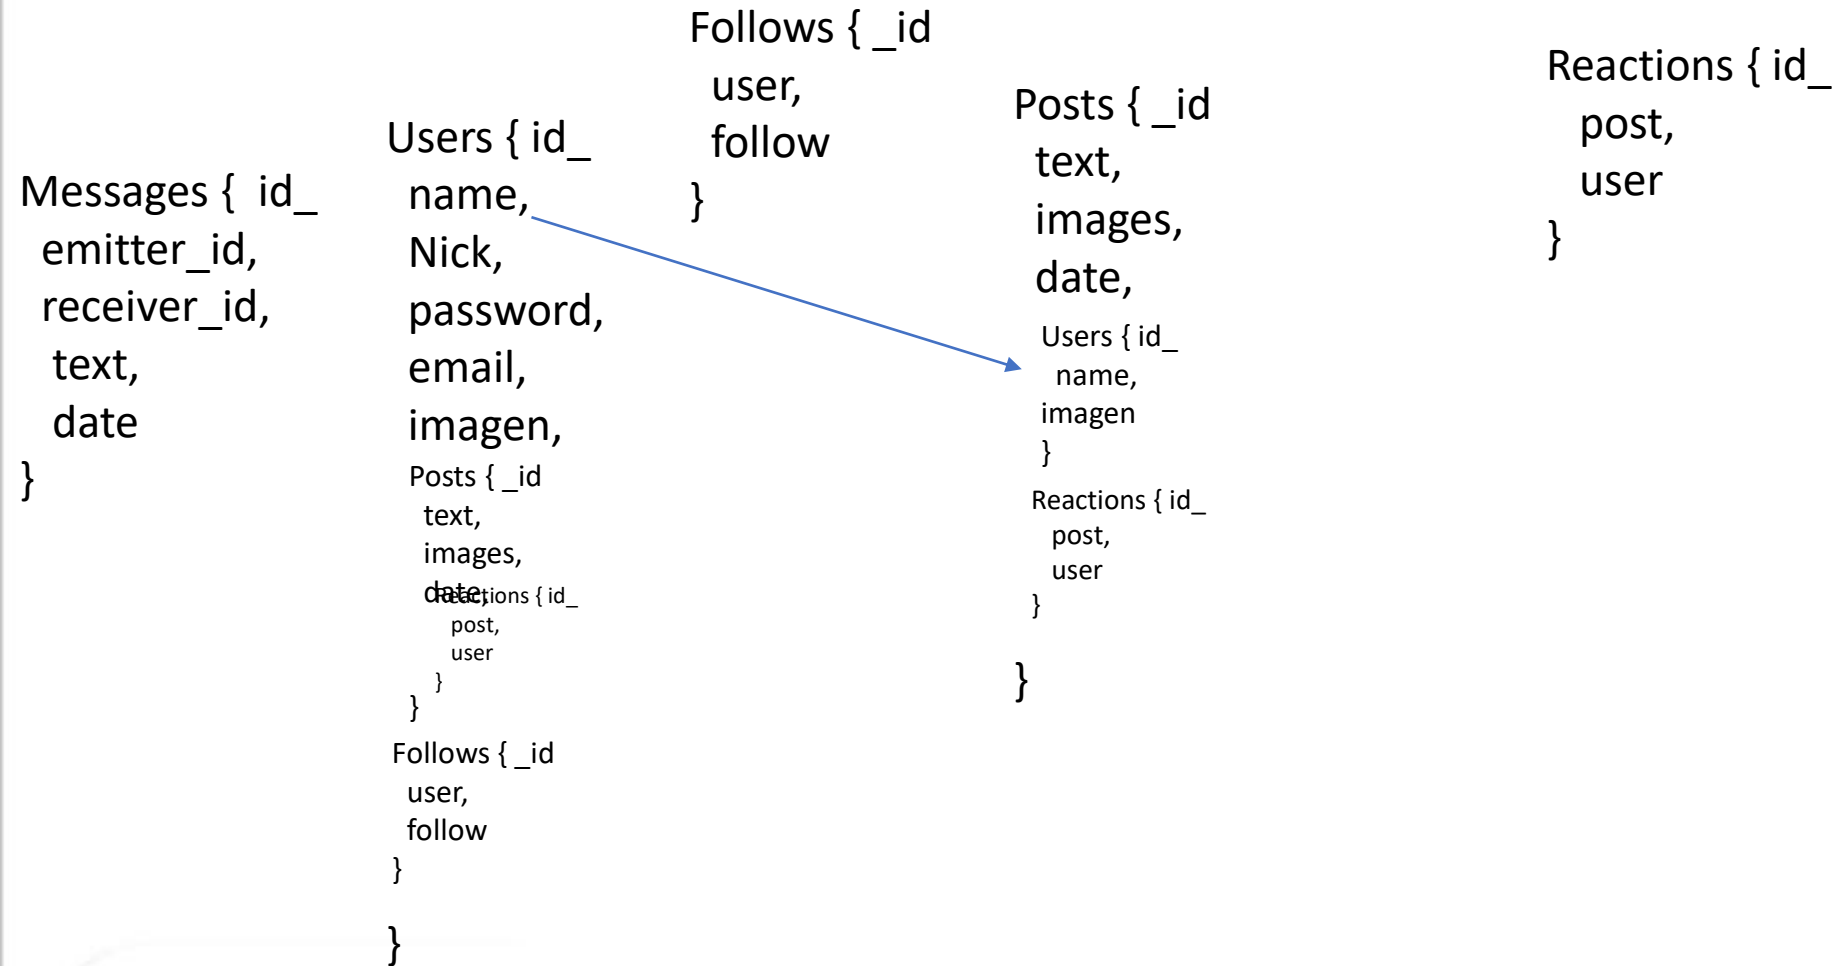 Messages { id_
emitter_id,
receiver_id,
text,
date
}
Users { id_
name,
Nick,
password,
email,
imagen,
Posts { _id
text,
images,
date,
Reactions { id_
post,
user
}
}
Follows { _id
user,
follow
}
}
Follows { _id
user,
follow
}
Posts { _id
text,
images,
date,
Users { id_
name,
imagen
}
Reactions { id_
post,
user
}
}
Reactions { id_
post,
user
}